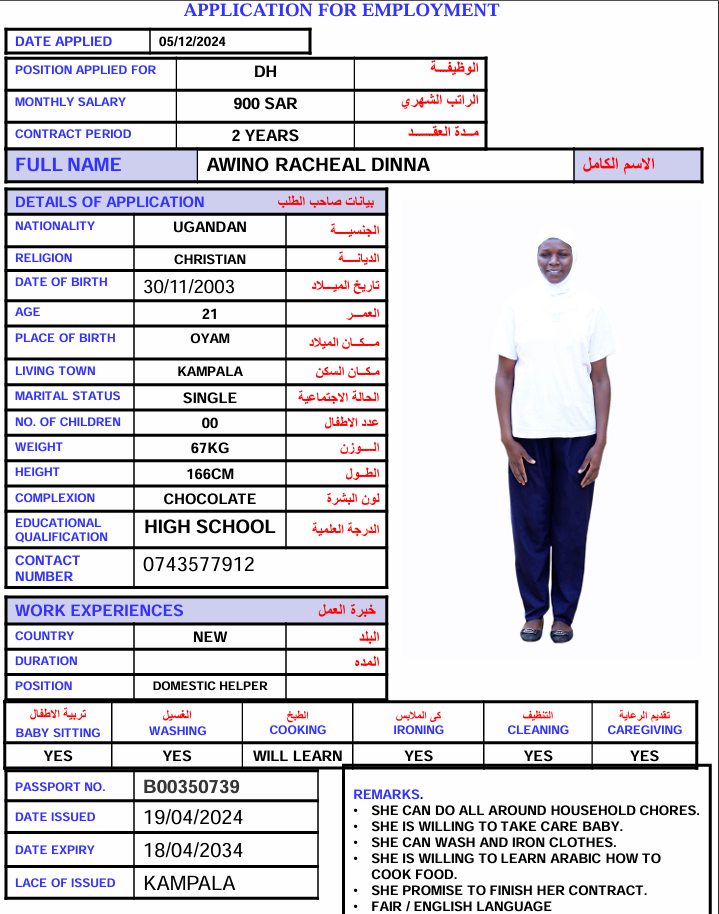 APPLICATION FOR EMPLOYMENT
DATE APPLIED 05/12/2024
POSITION APPLIED FOR DH الوظيفـــة
MONTHLY SALARY 900 SAR الراتب الشهري
CONTRACT PERIOD 2 YEARS مــدة العقــــد
FULL NAME AWINO RACHEAL DINNA الاسم الكامل
DETAILS OF APPLICATION بيانات صاحب الطلب
NATIONALITY UGANDAN الجنسيـــة
RELIGION CHRISTIAN الديانـــة
DATE OF BIRTH 30/11/2003 تاريخ الميـــلاد
AGE 21 العمــر
PLACE OF BIRTH OYAM مـــكـــان الميلاد
LIVING TOWN KAMPALA مـكــان السكن
MARITAL STATUS SINGLE الحالة الاجتماعية
NO. OF CHILDREN 00 عدد الاطفال
WEIGHT 67KG الـــوزن
HEIGHT 166CM الطــول
COMPLEXION CHOCOLATE لون البشرة
EDUCATIONAL QUALIFICATION HIGH SCHOOL الدرجة العلمية
CONTACT NUMBER 0743577912
WORK EXPERIENCES خبرة العمل
COUNTRY NEW البلد
DURATION المده
POSITION DOMESTIC HELPER
تربية الاطفال الغسيل الطبخ كى الملابس التنظيف تقديم الرعاية
BABY SITTING WASHING COOKING IRONING CLEANING CAREGIVING
YES YES WILL LEARN YES YES YES
PASSPORT NO. B00350739
DATE ISSUED 19/04/2024
DATE EXPIRY 18/04/2034
LACE OF ISSUED KAMPALA
REMARKS.
• SHE CAN DO ALL AROUND HOUSEHOLD CHORES.
• SHE IS WILLING TO TAKE CARE BABY.
• SHE CAN WASH AND IRON CLOTHES.
• SHE IS WILLING TO LEARN ARABIC HOW TO
COOK FOOD.
• SHE PROMISE TO FINISH HER CONTRACT.
• FAIR / ENGLISH LANGUAGE